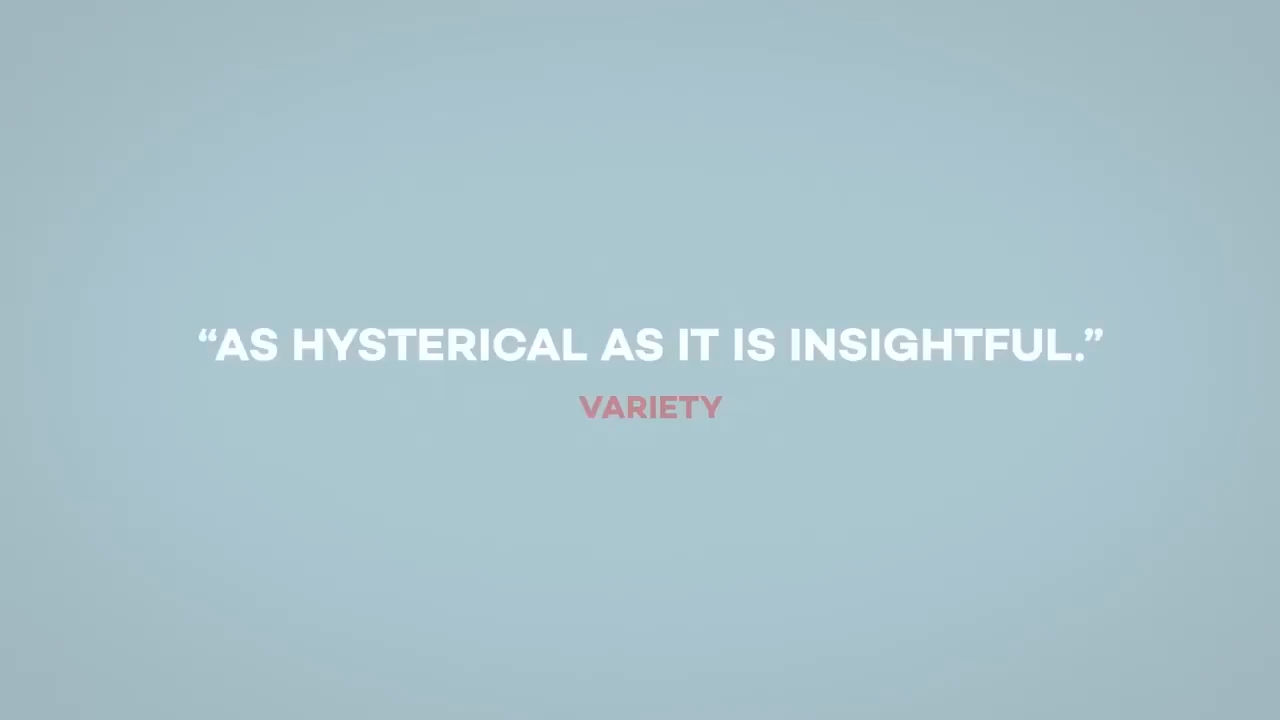 “AS HYSTERICAL AS IT IS INSIGHTFUL.”
VARIETY